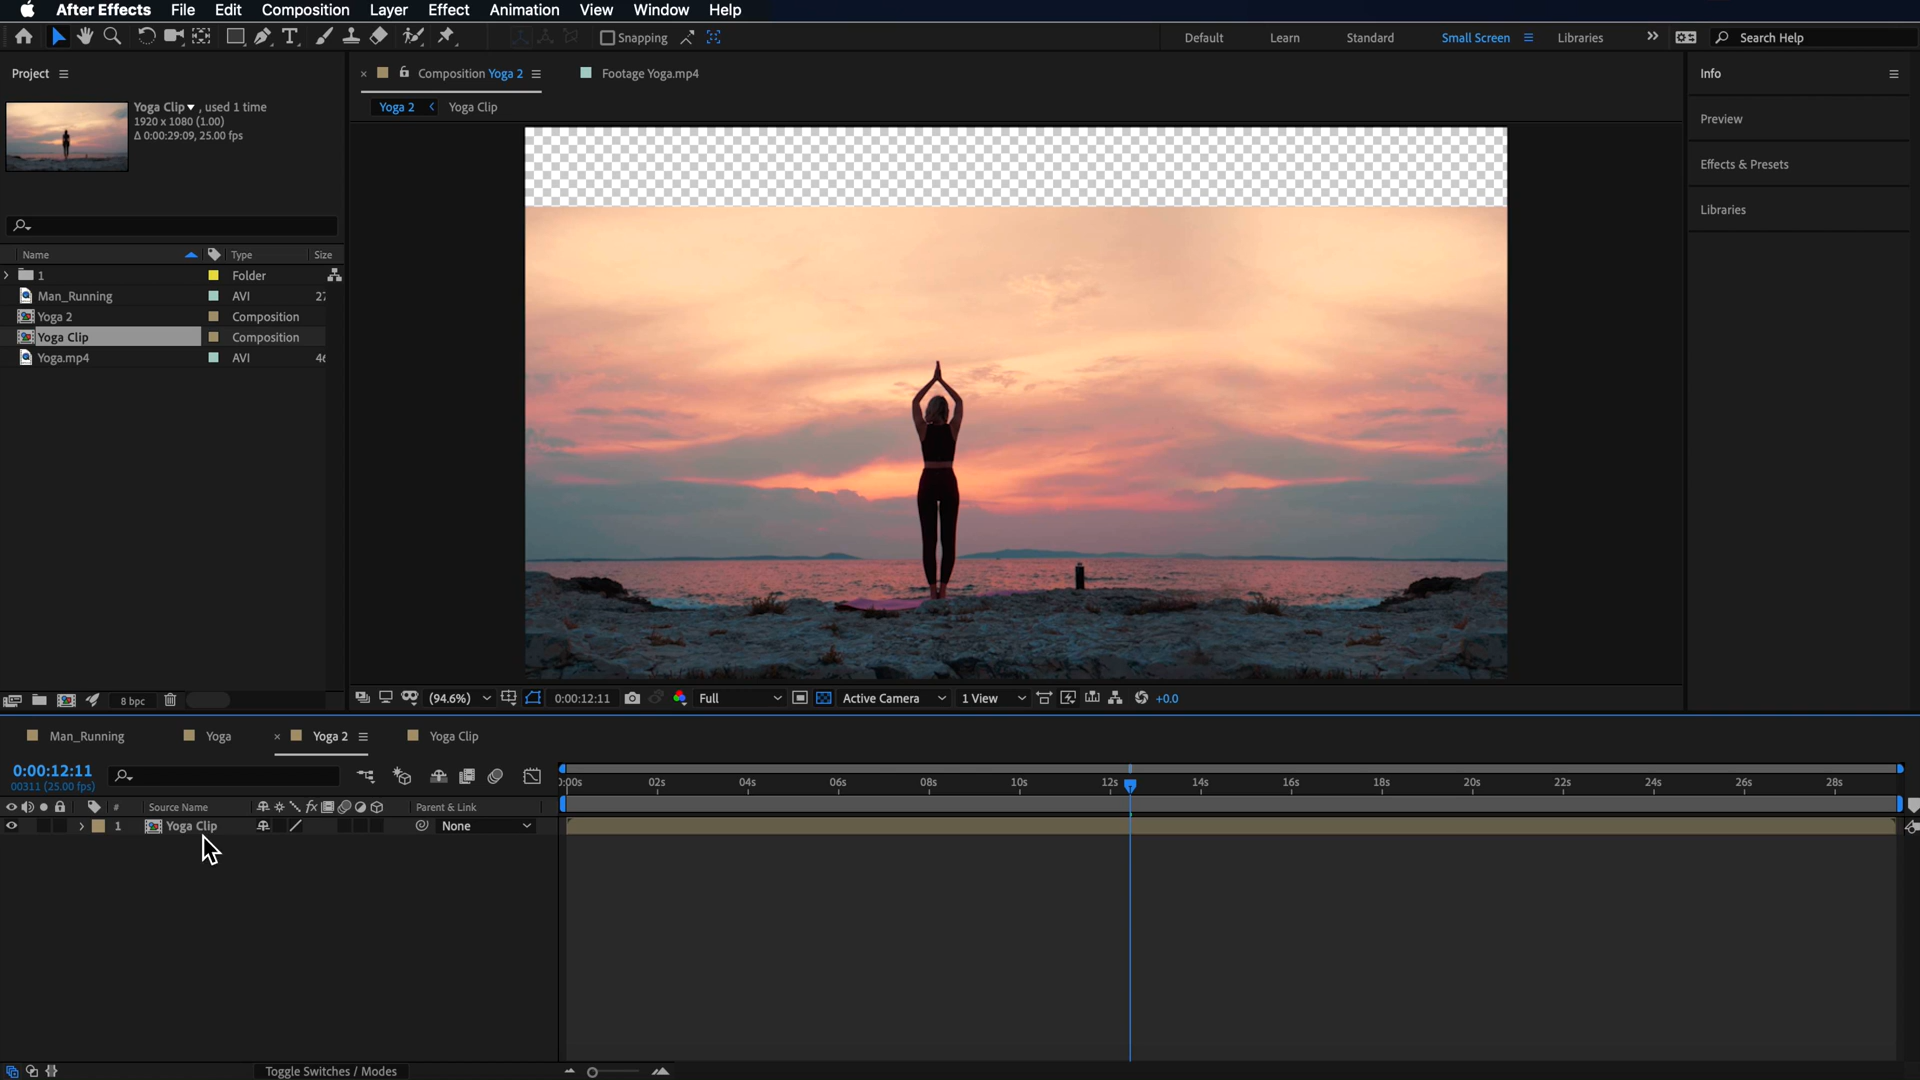 After Effects File Edit Composition Layer Effect Animation View Window Help
Snapping Default Learn Standard Small Screen Libraries Search Help
Project
Yoga Clip , used 1 time
1920 x 1080 (1.00)
Δ 0:00:29:09, 25.00 fps
Name Type Size
1 Folder
Man_Running AVI 27
Yoga 2 Composition
Yoga Clip Composition
Yoga.mp4 AVI 46
8 bpc
Composition Yoga 2 Footage Yoga.mp4
Yoga 2 Yoga Clip
(94.6%) 0:00:12:11 Full Active Camera 1 View +0.0
Info
Preview
Effects & Presets
Libraries
Man_Running Yoga Yoga 2 Yoga Clip
0:00:12:11
00311 (25.00 fps)
:00s 02s 04s 06s 08s 10s 12s 14s 16s 18s 20s 22s 24s 26s 28s
# Source Name fx Parent & Link
1 Yoga Clip None
Toggle Switches / Modes